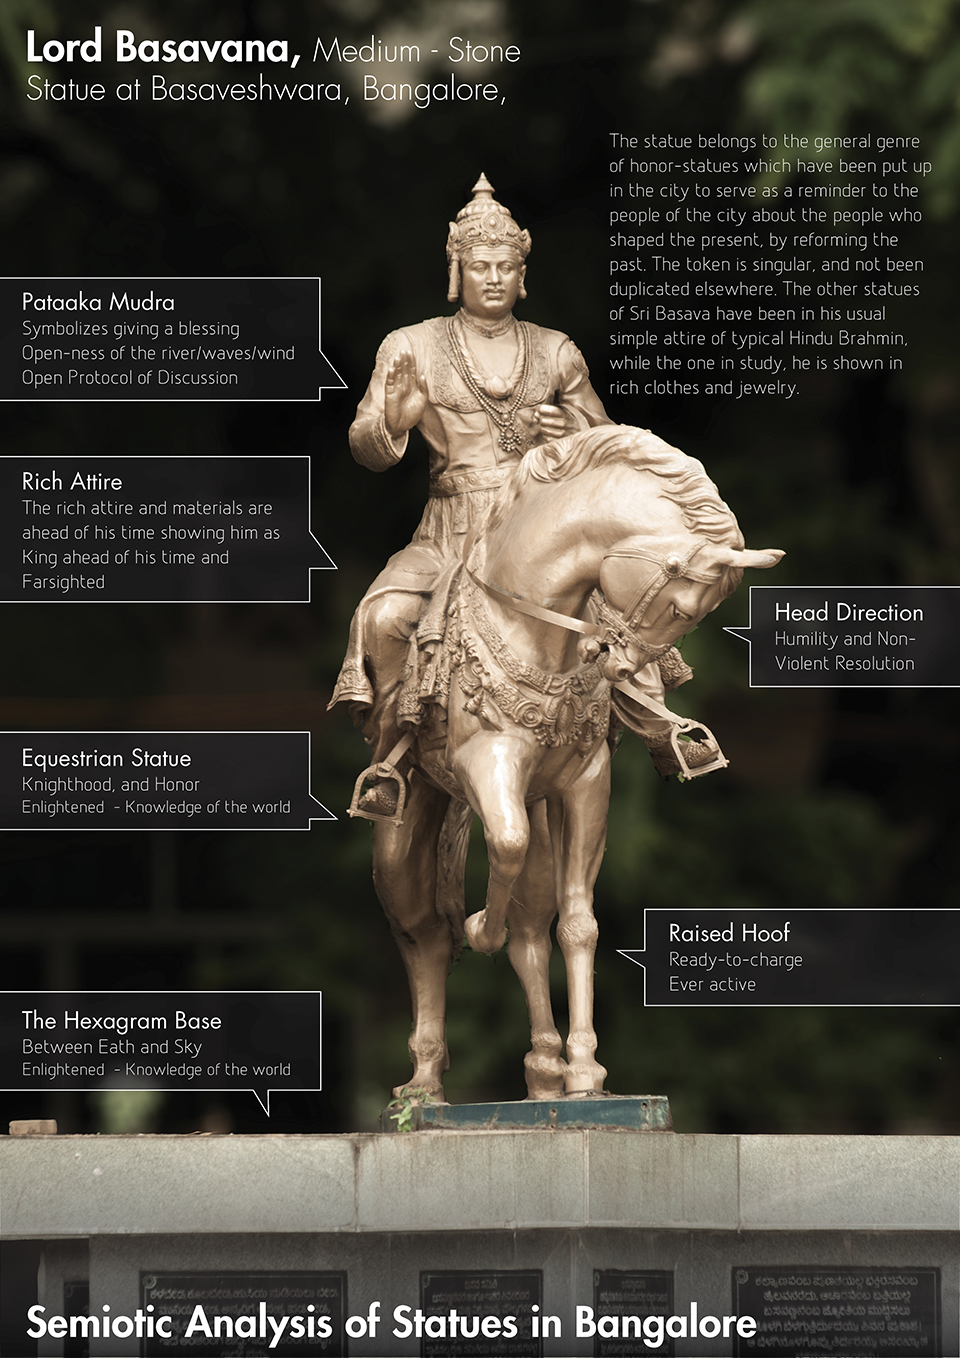 Lord Basavana, Medium - Stone
Statue at Basaveshwara, Bangalore,
The statue belongs to the general genre
of honor-statues which have been put up
in the city to serve as a reminder to the
people of the city about the people who
shaped the present, by reforming the
past. The token is singular, and not been
duplicated elsewhere. The other statues
of Sri Basava have been in his usual
simple attire of typical Hindu Brahmin,
while the one in study, he is shown in
rich clothes and jewelry.
Pataaka Mudra
Symbolizes giving a blessing
Open-ness of the river/waves/wind
Open Protocol of Discussion
Rich Attire
The rich attire and materials are
ahead of his time showing him as
King ahead of his time and
Farsighted
Head Direction
Humility and Non-
Violent Resolution
Equestrian Statue
Knighthood, and Honor
Enlightened - Knowledge of the world
Raised Hoof
Ready-to-charge
Ever active
The Hexagram Base
Between Eath and Sky
Enlightened - Knowledge of the world
Semiotic Analysis of Statues in Bangalore